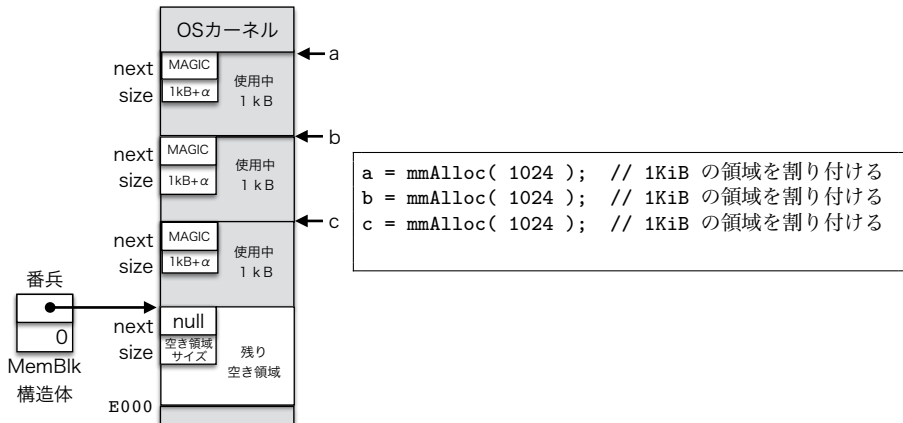 OSカーネル
a
next
MAGIC
size
1kB+α
使用中
1 k B
b
next
MAGIC
size
1kB+α
使用中
1 k B
c
next
MAGIC
size
1kB+α
使用中
1 k B
a = mmAlloc( 1024 ); // 1KiB の領域を割り付ける
b = mmAlloc( 1024 ); // 1KiB の領域を割り付ける
c = mmAlloc( 1024 ); // 1KiB の領域を割り付ける
番兵
0
MemBlk
構造体
next
null
size
空き領域
サイズ
残り
空き領域
E000